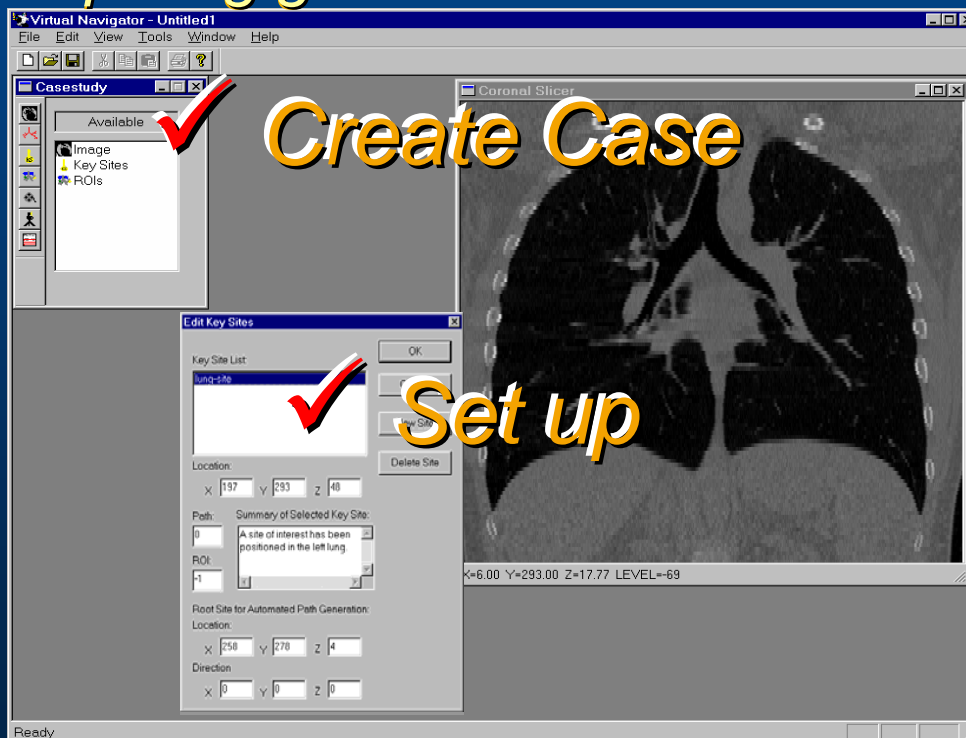 Virtual Navigator - Untitled1
File Edit View Tools Window Help
Casestudy
Available
Image
Key Sites
ROIs
Create Case
Coronal Slicer
Edit Key Sites
Key Site List:
lung-site
OK
Site
Delete Site
Set up
Location:
X 197 Y 293 Z 48
Path: Summary of Selected Key Site:
0
A site of interest has been
positioned in the left lung.
ROI:
-1
Root Site for Automated Path Generation:
Location:
X 258 Y 278 Z 4
Direction
X 0 Y 0 Z 0
X=6.00 Y=293.00 Z=17.77 LEVEL=-69
Ready